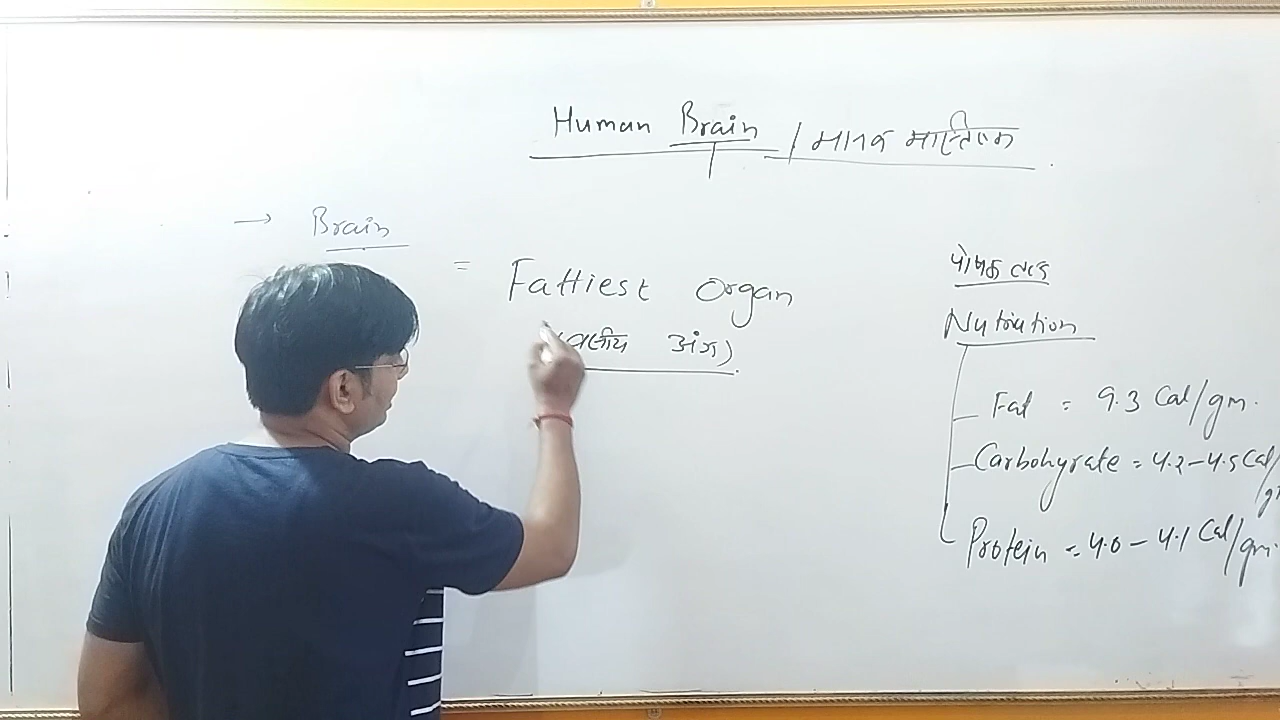 Human Brain / मानव मास्तिष्क
→ Brain
= Fattiest Organ
अंग)
पोषक तत्व
Nutrition
Fat = 9.3 Cal/gm.
Carbohyrate = 4.2-4.5 Cal/g
Protein = 4.0 - 4.1 Cal/gm.